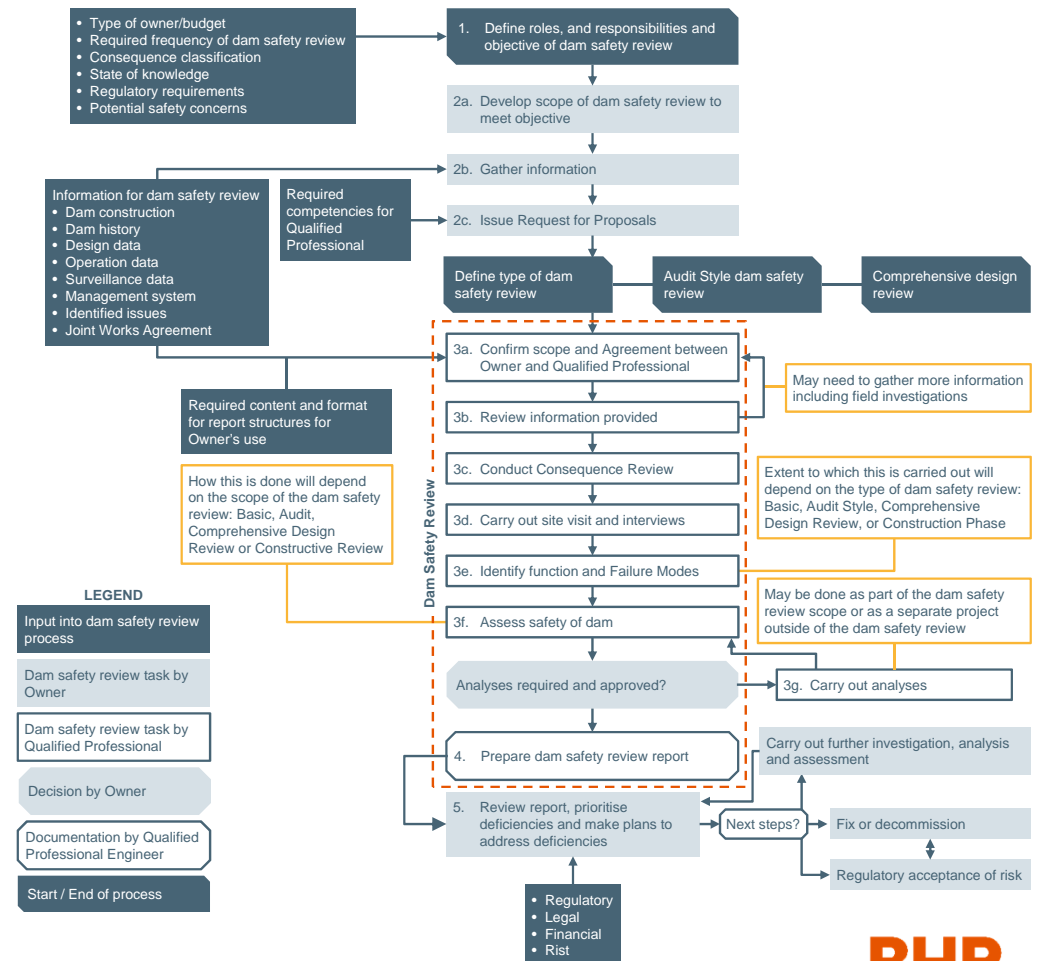 • Type of owner/budget
• Required frequency of dam safety review
• Consequence classification
• State of knowledge
• Regulatory requirements
• Potential safety concerns
1. Define roles, and responsibilities and
objective of dam safety review
2a. Develop scope of dam safety review to
meet objective
2b. Gather information
Information for dam safety review
• Dam construction
• Dam history
• Design data
• Operation data
• Surveillance data
• Management system
• Identified issues
• Joint Works Agreement
Required
competencies for
Qualified
Professional
2c. Issue Request for Proposals
Define type of dam
safety review
Audit Style dam safety
review
Comprehensive design
review
Dam Safety Review
3a. Confirm scope and Agreement between
Owner and Qualified Professional
May need to gather more information
including field investigations
Required content and format
for report structures for
Owner's use
3b. Review information provided
3c. Conduct Consequence Review
How this is done will depend
on the scope of the dam safety
review: Basic, Audit,
Comprehensive Design
Review or Constructive Review
Extent to which this is carried out will
depend on the type of dam safety review:
Basic, Audit Style, Comprehensive
Design Review, or Construction Phase
3d. Carry out site visit and interviews
3e. Identify function and Failure Modes
May be done as part of the dam safety
review scope or as a separate project
outside of the dam safety review
3f. Assess safety of dam
Analyses required and approved?
3g. Carry out analyses
4. Prepare dam safety review report
Carry out further investigation, analysis
and assessment
5. Review report, prioritise
deficiencies and make plans to
address deficiencies
Next steps?
Fix or decommission
Regulatory acceptance of risk
• Regulatory
• Legal
• Financial
• Rist
LEGEND
Input into dam safety review
process
Dam safety review task by
Owner
Dam safety review task by
Qualified Professional
Decision by Owner
Documentation by Qualified
Professional Engineer
Start / End of process
BHP